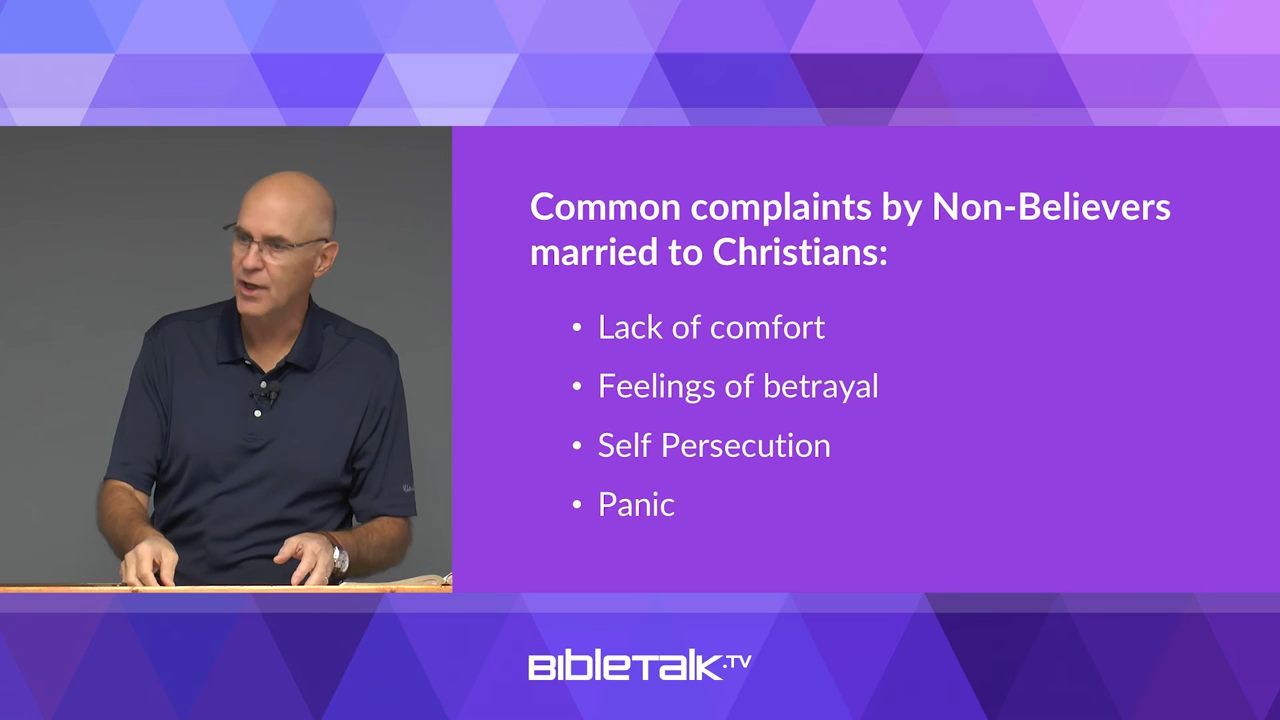 Common complaints by Non-Believers
married to Christians:
• Lack of comfort
• Feelings of betrayal
• Self Persecution
• Panic
BIBLETALK.TV